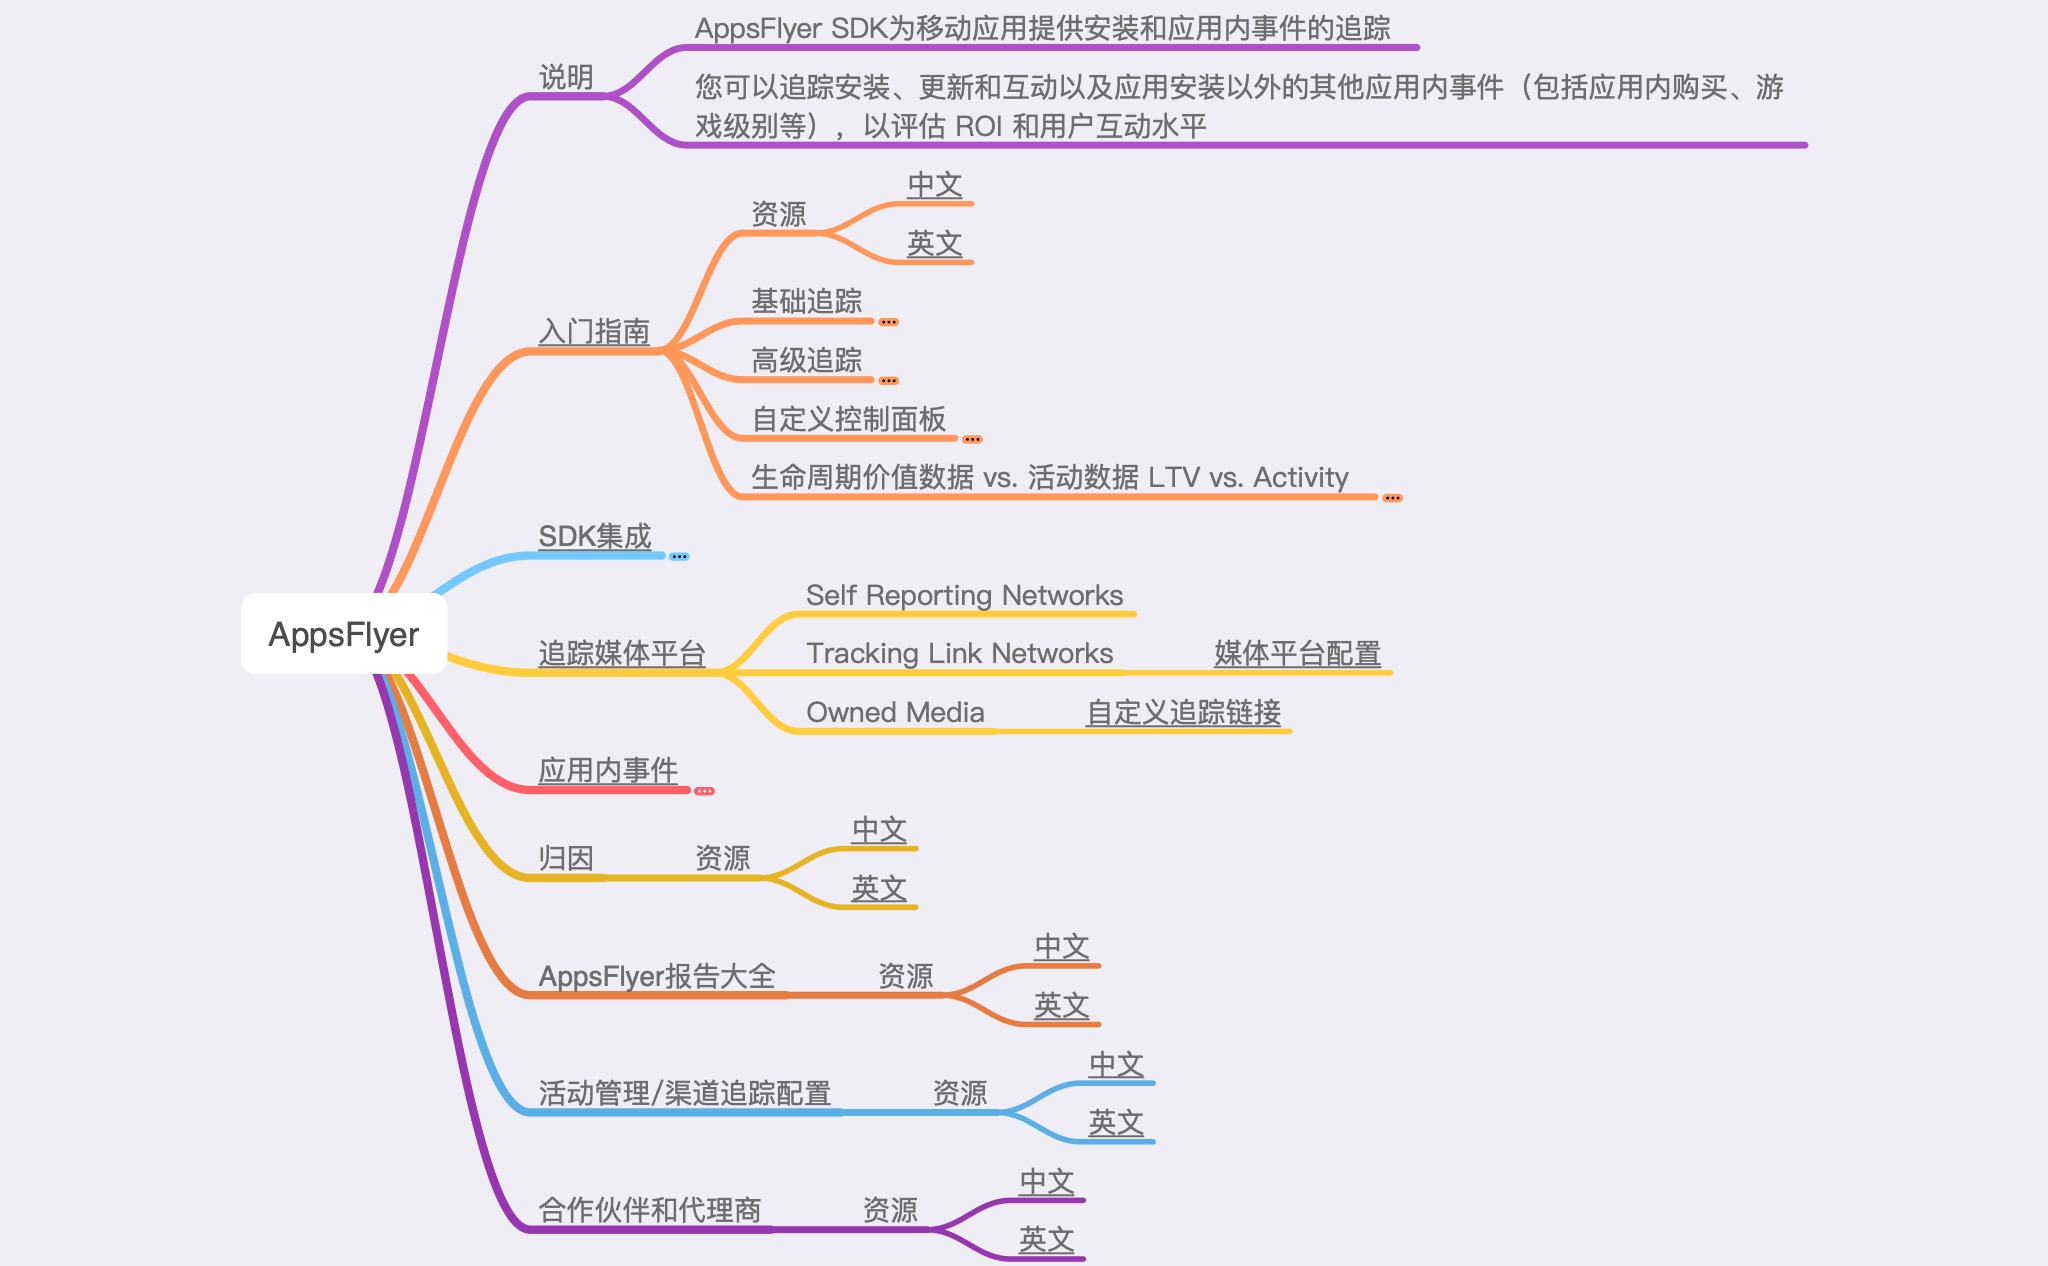 AppsFlyer SDK为移动应用提供安装和应用内事件的追踪
说明
您可以追踪安装、更新和互动以及应用安装以外的其他应用内事件（包括应用内购买、游
戏级别等），以评估 ROI 和用户互动水平
中文
资源
英文
基础追踪
入门指南
高级追踪
自定义控制面板
生命周期价值数据 vs. 活动数据 LTV vs. Activity
SDK集成
Self Reporting Networks
AppsFlyer
追踪媒体平台
Tracking Link Networks
媒体平台配置
Owned Media
自定义追踪链接
应用内事件
中文
归因
资源
英文
中文
AppsFlyer报告大全
资源
英文
中文
活动管理/渠道追踪配置
资源
英文
中文
合作伙伴和代理商
资源
英文